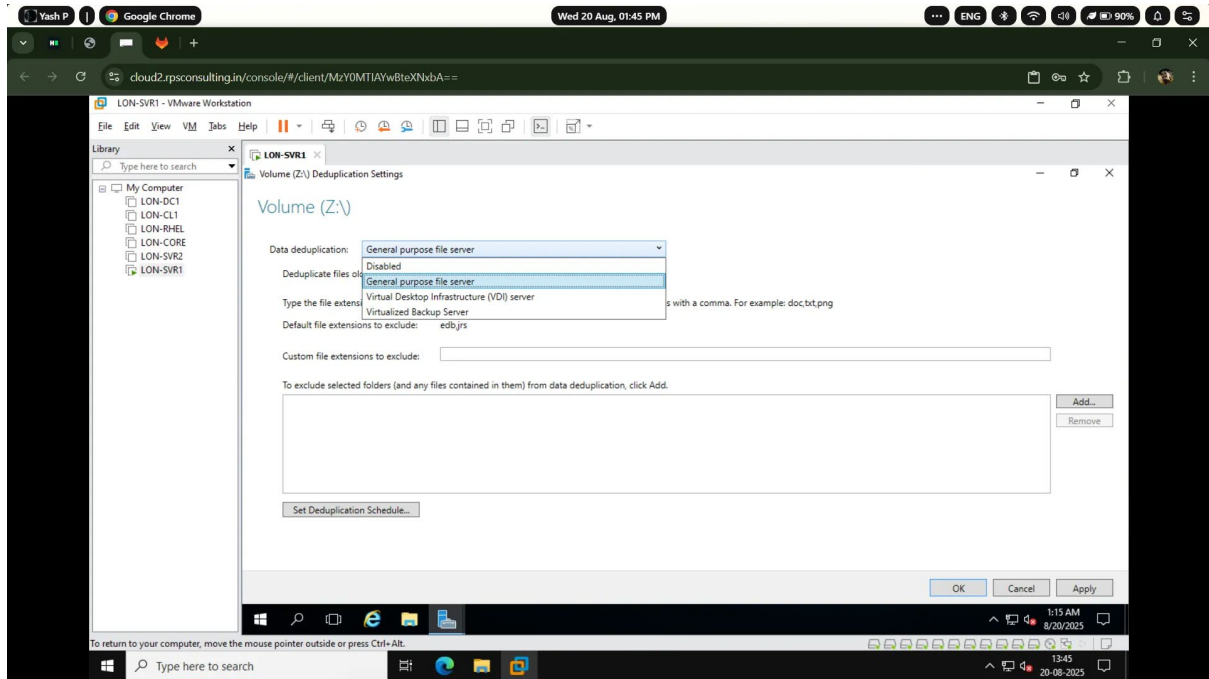 Yash P | Google Chrome Wed 20 Aug, 01:45 PM ENG 90%
cloud2.rpsconsulting.in/console/#/client/MzY0MTIAYwBteXNxbA==
LON-SVR1 - VMware Workstation
File Edit View VM Tabs Help
Library
Type here to search
My Computer
LON-DC1
LON-CL1
LON-RHEL
LON-CORE
LON-SVR2
LON-SVR1
LON-SVR1
Volume (Z:\) Deduplication Settings
Volume (Z:\)
Data deduplication: General purpose file server
Disabled
General purpose file server
Virtual Desktop Infrastructure (VDI) server
Virtualized Backup Server
Deduplicate files ol
Type the file extensi s with a comma. For example: doc,txt,png
Default file extensions to exclude: edb,jrs
Custom file extensions to exclude:
To exclude selected folders (and any files contained in them) from data deduplication, click Add.
Add...
Remove
Set Deduplication Schedule...
OK Cancel Apply
1:15 AM
8/20/2025
To return to your computer, move the mouse pointer outside or press Ctrl+Alt.
Type here to search
13:45
20-08-2025